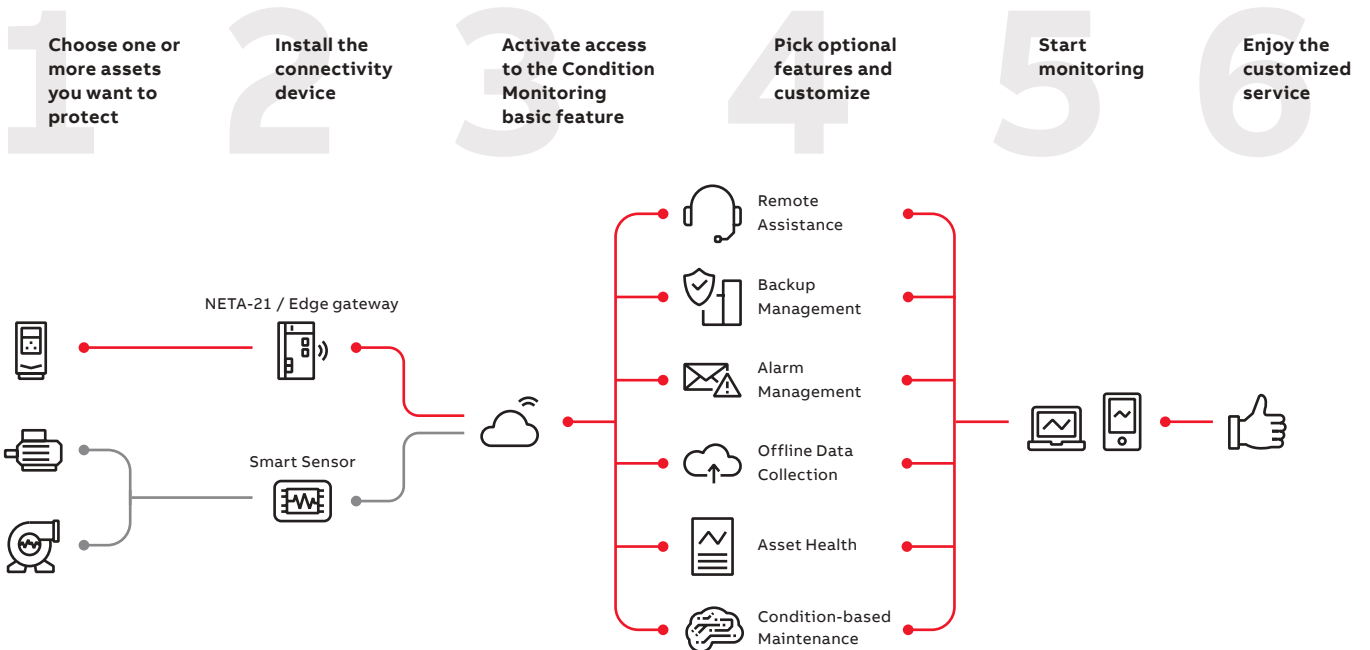 1
Choose one or
more assets
you want to
protect
2
Install the
connectivity
device
3
Activate access
to the Condition
Monitoring
basic feature
4
Pick optional
features and
customize
5
Start
monitoring
6
Enjoy the
customized
service
NETA-21 / Edge gateway
Smart Sensor
Remote
Assistance
Backup
Management
Alarm
Management
Offline Data
Collection
Asset Health
Condition-based
Maintenance